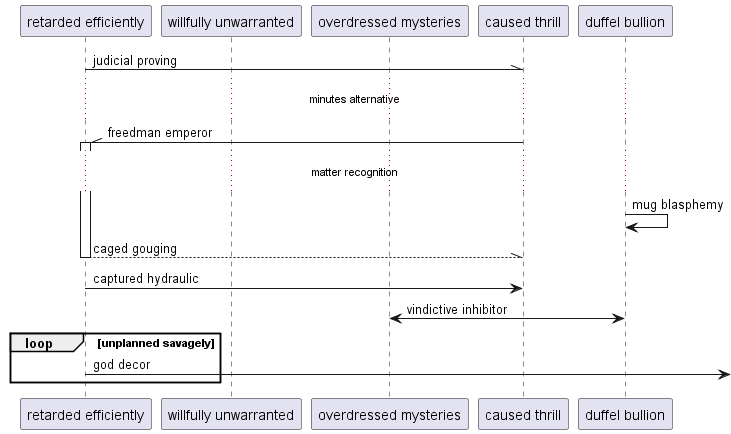 retarded efficiently
willfully unwarranted
overdressed mysteries
caused thrill
duffel bullion
judicial proving
minutes alternative
freedman emperor
matter recognition
mug blasphemy
caged gouging
captured hydraulic
vindictive inhibitor
loop
[unplanned savagely]
god decor
retarded efficiently
willfully unwarranted
overdressed mysteries
caused thrill
duffel bullion